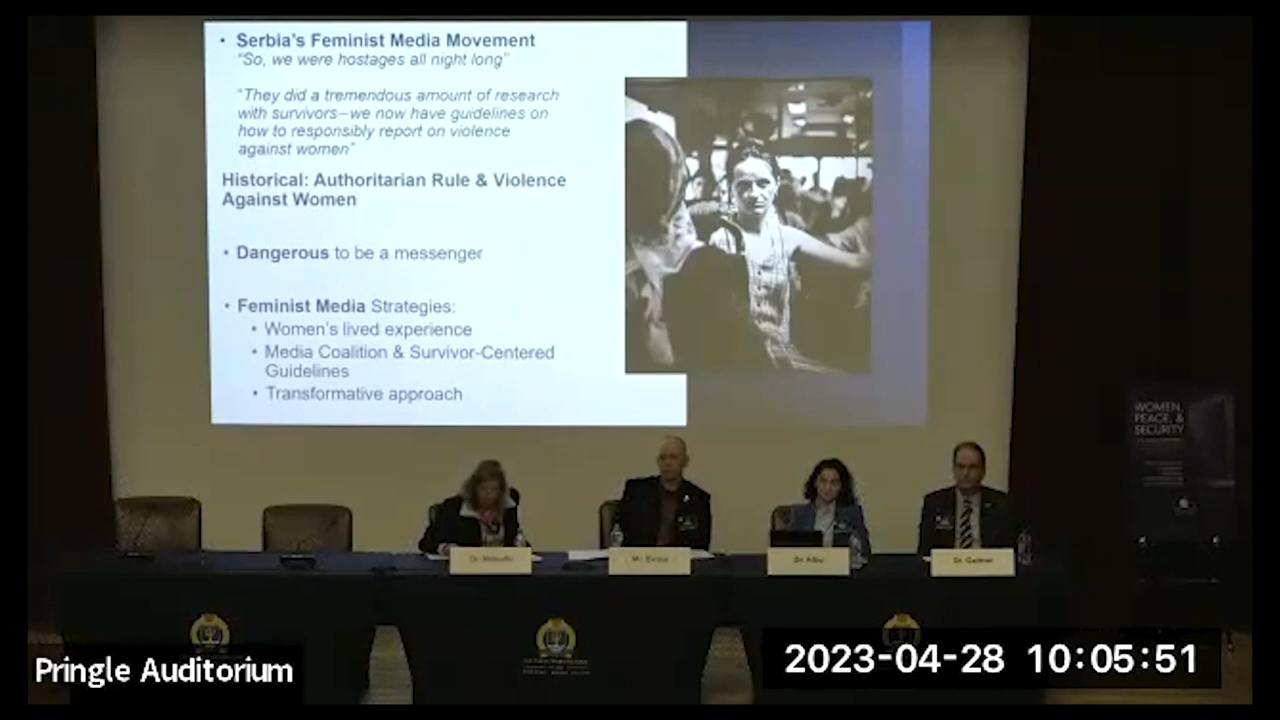 • Serbia's Feminist Media Movement
"So, we were hostages all night long"
"They did a tremendous amount of research
with survivors–we now have guidelines on
how to responsibly report on violence
against women"
Historical: Authoritarian Rule & Violence
Against Women
• Dangerous to be a messenger
• Feminist Media Strategies:
• Women's lived experience
• Media Coalition & Survivor-Centered
Guidelines
• Transformative approach
WOMEN,
PEACE, &
SECURITY
Dr.
Mr.
Dr.
Dr.
Pringle Auditorium
2023-04-28 10:05:51